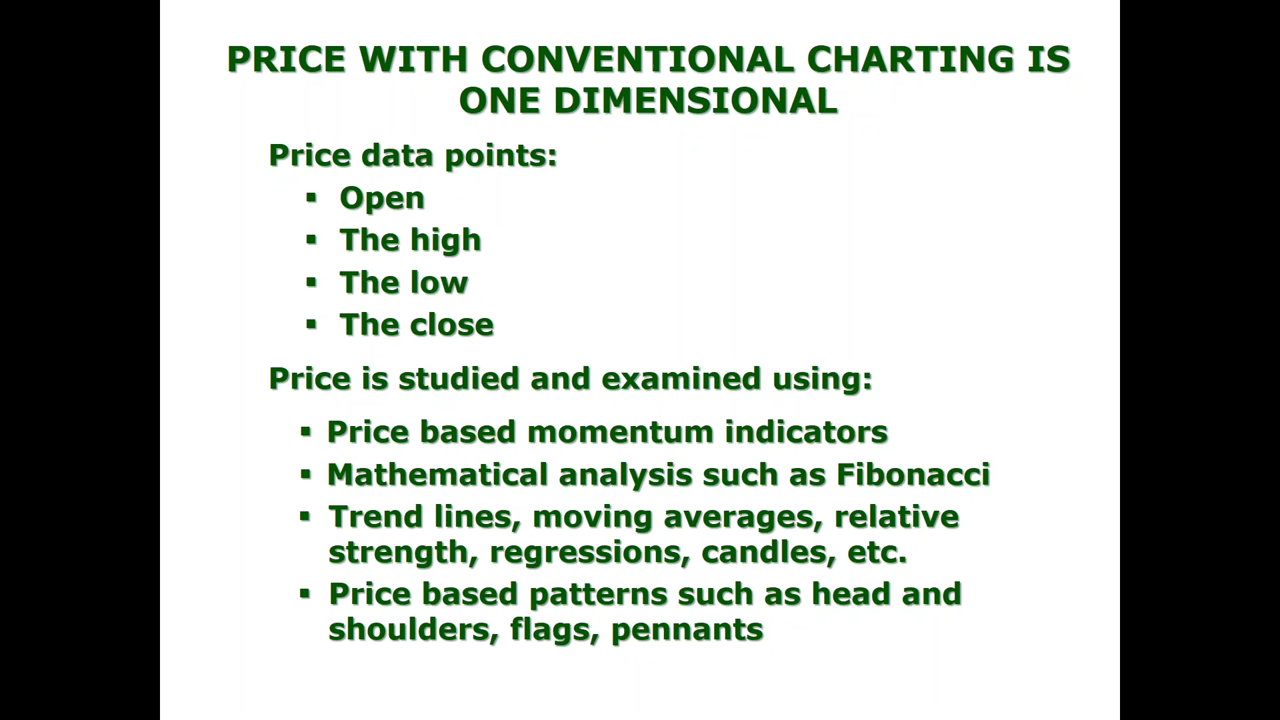 PRICE WITH CONVENTIONAL CHARTING IS
ONE DIMENSIONAL
Price data points:
▪ Open
▪ The high
▪ The low
▪ The close
Price is studied and examined using:
▪ Price based momentum indicators
▪ Mathematical analysis such as Fibonacci
▪ Trend lines, moving averages, relative
strength, regressions, candles, etc.
▪ Price based patterns such as head and
shoulders, flags, pennants